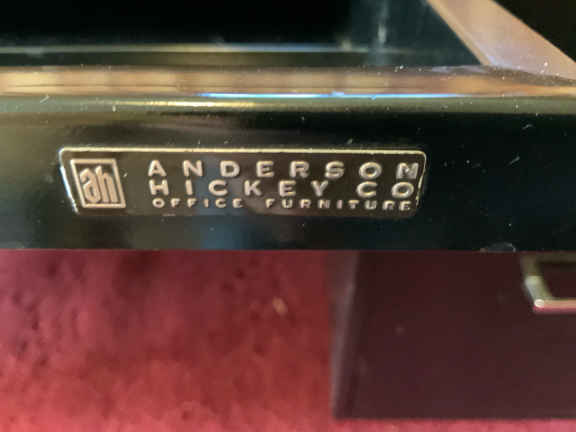 ah
ANDERSON
HICKEY CO
OFFICE FURNITURE